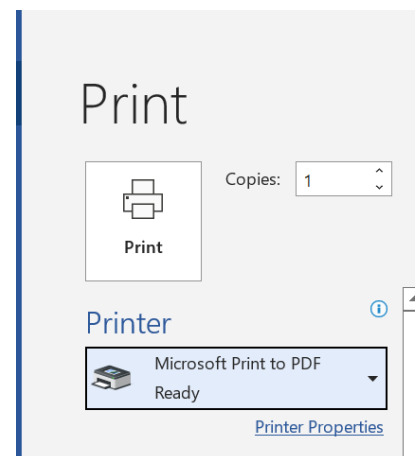 Print
Copies: 1
Print
Printer
Microsoft Print to PDF
Ready
Printer Properties